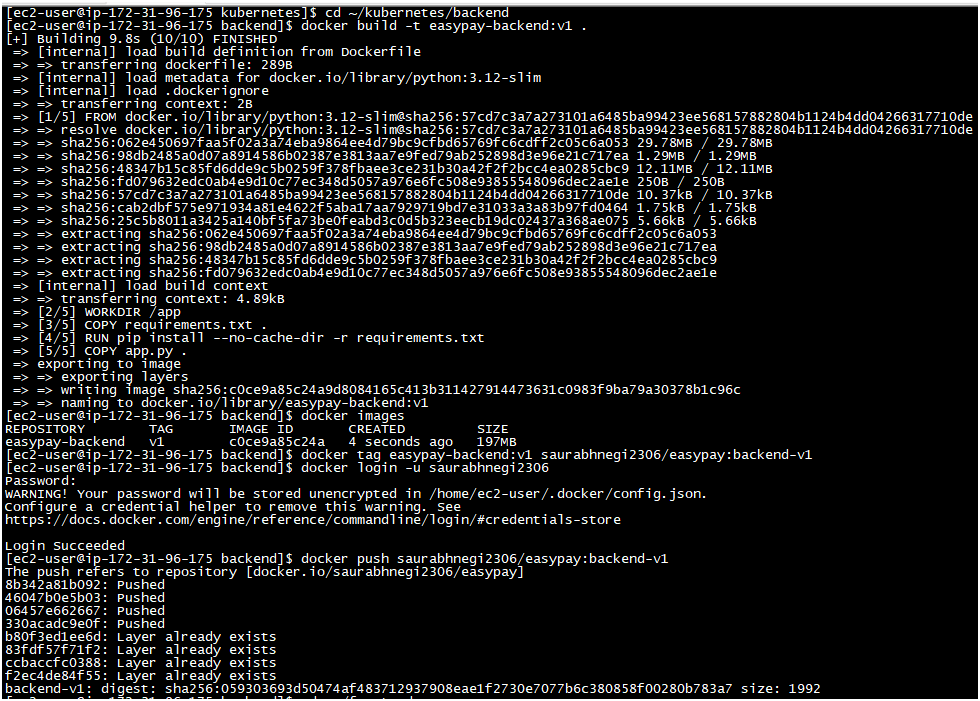 [ec2-user@ip-172-31-96-175 kubernetes]$ cd ~/kubernetes/backend
[ec2-user@ip-172-31-96-175 backend]$ docker build -t easypay-backend:v1 .
[+] Building 9.8s (10/10) FINISHED
=> [internal] load build definition from Dockerfile
=> => transferring dockerfile: 289B
=> [internal] load metadata for docker.io/library/python:3.12-slim
=> [internal] load .dockerignore
=> => transferring context: 2B
=> [1/5] FROM docker.io/library/python:3.12-slim@sha256:57cd7c3a7a273101a6485ba99423ee568157882804b1124b4dd04266317710de
=> => resolve docker.io/library/python:3.12-slim@sha256:57cd7c3a7a273101a6485ba99423ee568157882804b1124b4dd04266317710de
=> => sha256:062e450697faa5f02a3a74eba9864ee4d79bc9cfbd65769fc6cdff2c05c6a053 29.78MB / 29.78MB
=> => sha256:98db2485a0d07a8914586b02387e3813aa7e9fed79ab252898d3e96e21c717ea 1.29MB / 1.29MB
=> => sha256:48347b15c85fd6dde9c5b0259f378fbaee3ce231b30a42f2f2bcc4ea0285cbc9 12.11MB / 12.11MB
=> => sha256:fd079632edc0ab4e9d10c77ec348d5057a976e6fc508e93855548096dec2ae1e 250B / 250B
=> => sha256:57cd7c3a7a273101a6485ba99423ee568157882804b1124b4dd04266317710de 10.37kB / 10.37kB
=> => sha256:cab2dbf575e971934a81e4622f5aba17aa7929719bd7e31033a3a83b97fd0464 1.75kB / 1.75kB
=> => sha256:25c5b8011a3425a140bf5fa73be0feabd3c0d5b323eecb19dc02437a368ae075 5.66kB / 5.66kB
=> => extracting sha256:062e450697faa5f02a3a74eba9864ee4d79bc9cfbd65769fc6cdff2c05c6a053
=> => extracting sha256:98db2485a0d07a8914586b02387e3813aa7e9fed79ab252898d3e96e21c717ea
=> => extracting sha256:48347b15c85fd6dde9c5b0259f378fbaee3ce231b30a42f2f2bcc4ea0285cbc9
=> => extracting sha256:fd079632edc0ab4e9d10c77ec348d5057a976e6fc508e93855548096dec2ae1e
=> [internal] load build context
=> => transferring context: 4.89kB
=> [2/5] WORKDIR /app
=> [3/5] COPY requirements.txt .
=> [4/5] RUN pip install --no-cache-dir -r requirements.txt
=> [5/5] COPY app.py .
=> exporting to image
=> => exporting layers
=> => writing image sha256:c0ce9a85c24a9d8084165c413b311427914473631c0983f9ba79a30378b1c96c
=> => naming to docker.io/library/easypay-backend:v1
[ec2-user@ip-172-31-96-175 backend]$ docker images
REPOSITORY TAG IMAGE ID CREATED SIZE
easypay-backend v1 c0ce9a85c24a 4 seconds ago 197MB
[ec2-user@ip-172-31-96-175 backend]$ docker tag easypay-backend:v1 saurabhnegi2306/easypay:backend-v1
[ec2-user@ip-172-31-96-175 backend]$ docker login -u saurabhnegi2306
Password:
WARNING! Your password will be stored unencrypted in /home/ec2-user/.docker/config.json.
Configure a credential helper to remove this warning. See
https://docs.docker.com/engine/reference/commandline/login/#credentials-store
Login Succeeded
[ec2-user@ip-172-31-96-175 backend]$ docker push saurabhnegi2306/easypay:backend-v1
The push refers to repository [docker.io/saurabhnegi2306/easypay]
8b342a81b092: Pushed
46047b0e5b03: Pushed
06457e662667: Pushed
330acadc9e0f: Pushed
b80f3ed1ee6d: Layer already exists
83fdf57f71f2: Layer already exists
ccbaccfc0388: Layer already exists
f2ec4de84f55: Layer already exists
backend-v1: digest: sha256:059303693d50474af483712937908eae1f2730e7077b6c380858f00280b783a7 size: 1992